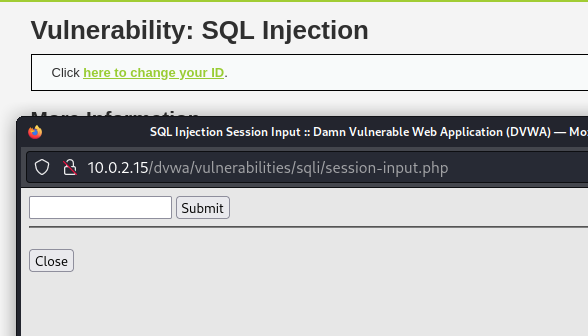 Vulnerability: SQL Injection
Click here to change your ID.
More Information
SQL Injection Session Input :: Damn Vulnerable Web Application (DVWA) — Moz
10.0.2.15/dvwa/vulnerabilities/sqli/session-input.php
Submit
Close